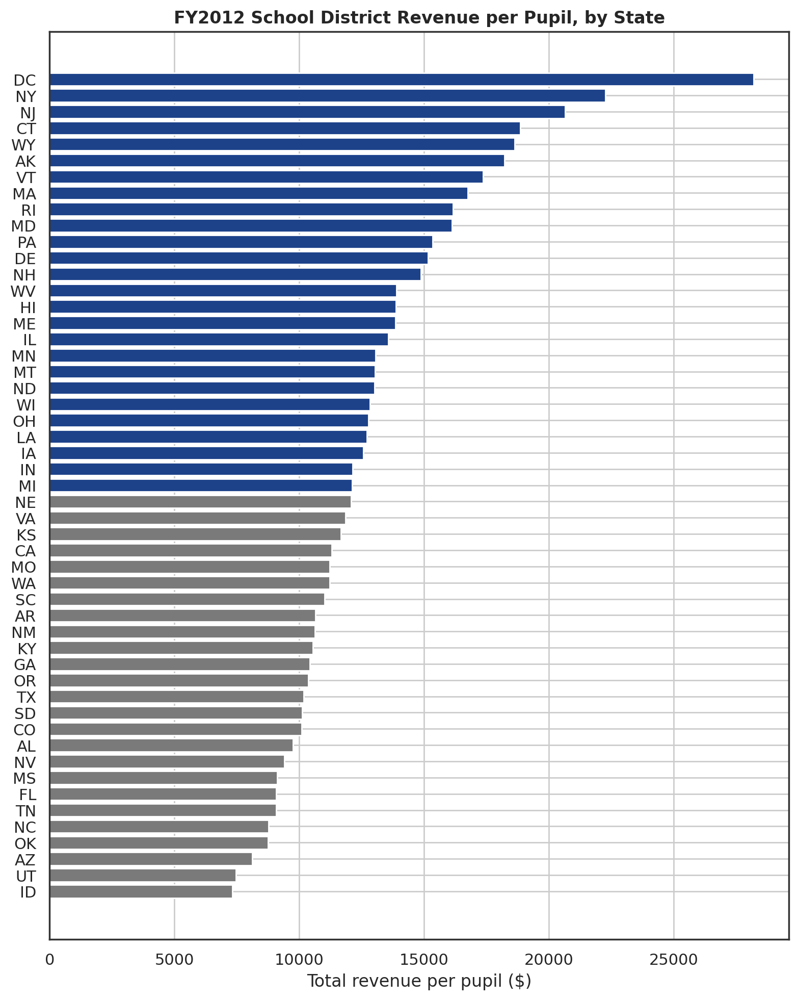 FY2012 School District Revenue per Pupil, by State
DC
NY
NJ
CT
WY
AK
VT
MA
RI
MD
PA
DE
NH
WV
HI
ME
IL
MN
MT
ND
WI
OH
LA
IA
IN
MI
NE
VA
KS
CA
MO
WA
SC
AR
NM
KY
GA
OR
TX
SD
CO
AL
NV
MS
FL
TN
NC
OK
AZ
UT
ID
0 5000 10000 15000 20000 25000
Total revenue per pupil ($)